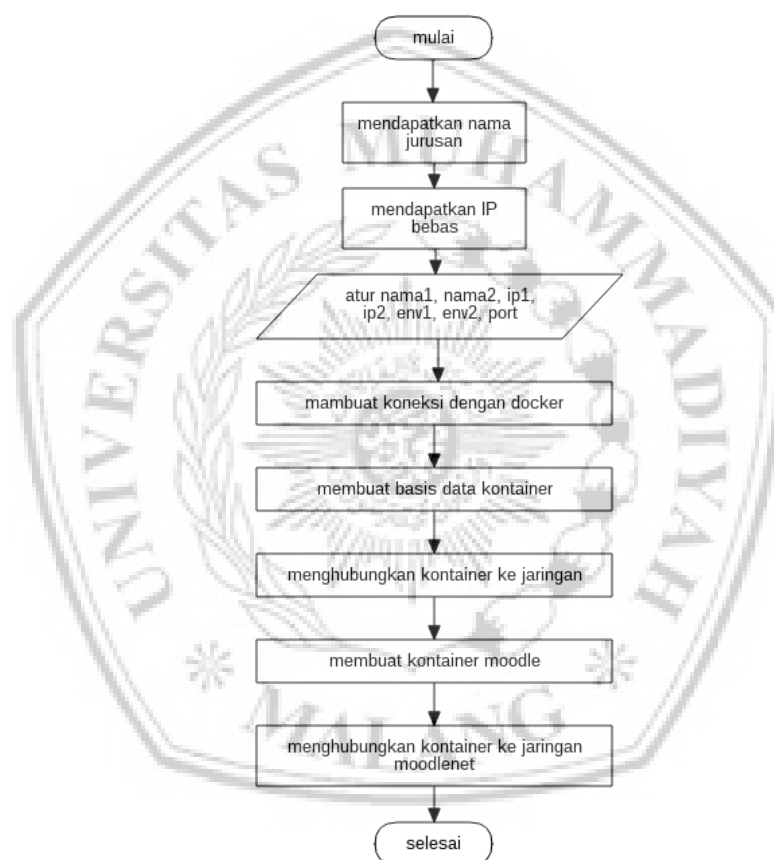 mulai
mendapatkan nama
jurusan
mendapatkan IP
bebas
atur nama1, nama2, ip1,
ip2, env1, env2, port
mambuat koneksi dengan docker
membuat basis data kontainer
menghubungkan kontainer ke jaringan
membuat kontainer moodle
menghubungkan kontainer ke jaringan
moodlenet
selesai
UNIVERSITAS MUHAMMADIYAH
MALANG